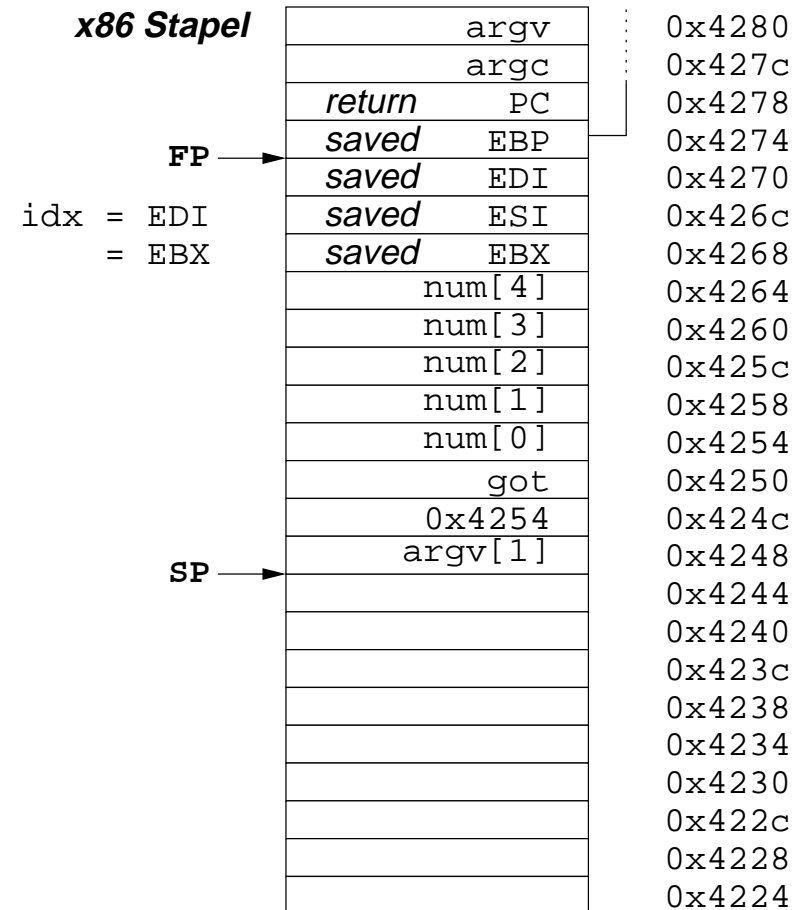 x86 Stapel argv 0x4280
argc 0x427c
return PC 0x4278
saved EBP 0x4274
FP
saved EDI 0x4270
idx = EDI saved ESI 0x426c
= EBX saved EBX 0x4268
num[4] 0x4264
num[3] 0x4260
num[2] 0x425c
num[1] 0x4258
num[0] 0x4254
got 0x4250
0x4254 0x424c
argv[1] 0x4248
SP
0x4244
0x4240
0x423c
0x4238
0x4234
0x4230
0x422c
0x4228
0x4224